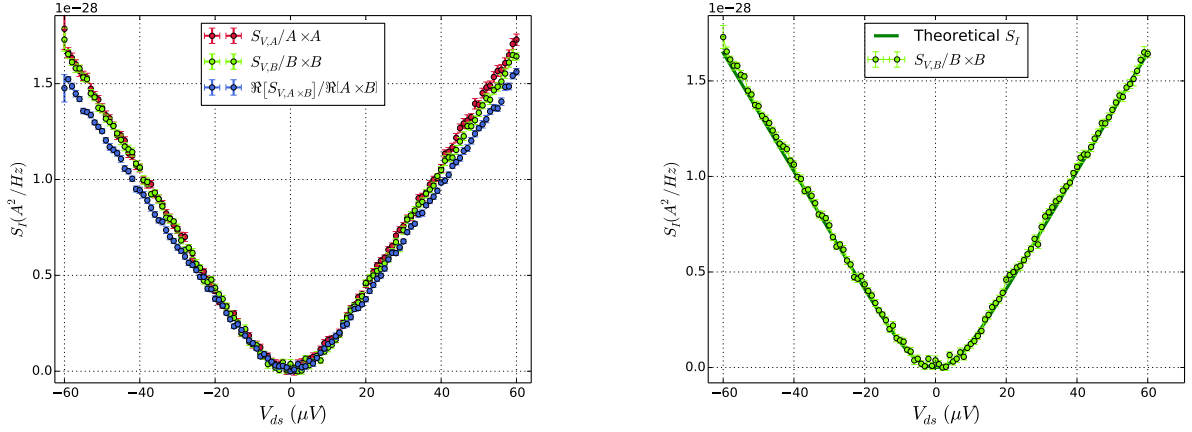 1e−28
S_{V,A}/A×A
S_{V,B}/B×B
ℜ[S_{V,A×B}]/ℜ|A×B|
1.5
1.0
0.5
0.0
S_I(A^2/Hz)
−60 −40 −20 0 20 40 60
V_{ds} (μV)
1e−28
Theoretical S_I
S_{V,B}/B×B
1.5
1.0
0.5
0.0
S_I(A^2/Hz)
−60 −40 −20 0 20 40 60
V_{ds} (μV)